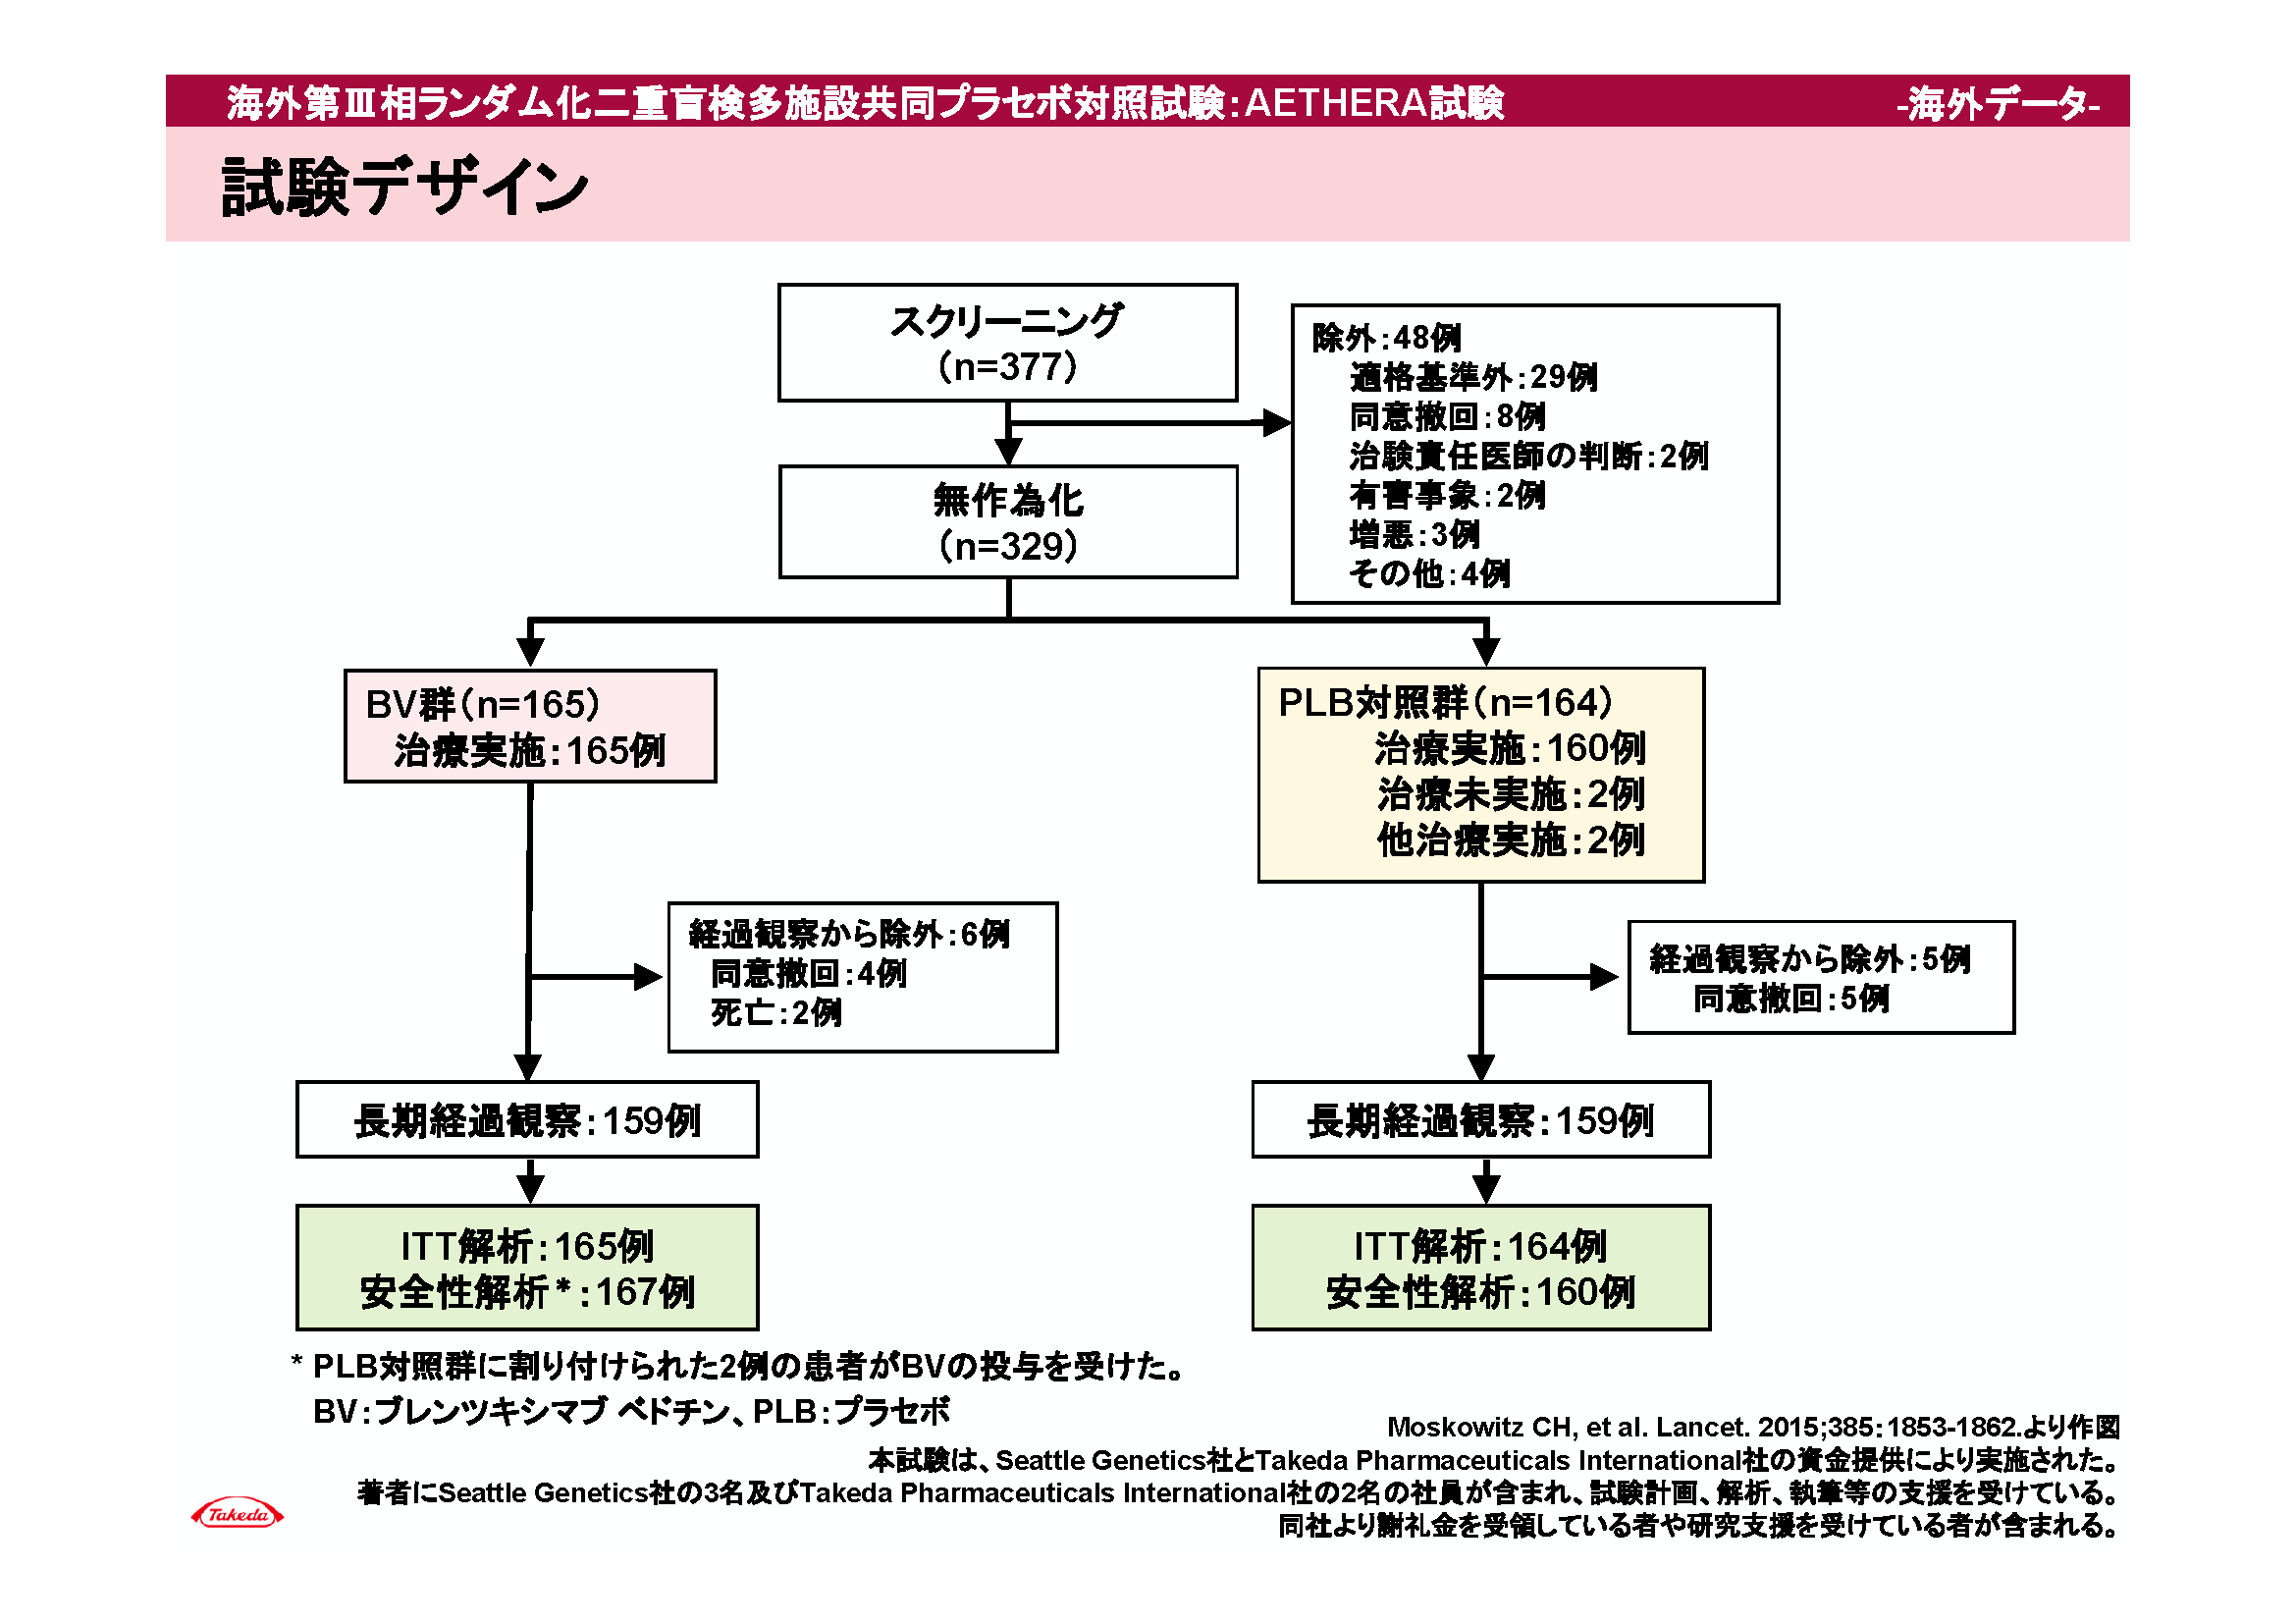 海外第Ⅲ相ランダム化二重盲検多施設共同プラセボ対照試験：AETHERA試験
-海外データ-
試験デザイン
スクリーニング
（n=377）
除外：48例
適格基準外：29例
同意撤回：8例
治験責任医師の判断：2例
有害事象：2例
増悪：3例
その他：4例
無作為化
（n=329）
BV群（n=165）
治療実施：165例
PLB対照群（n=164）
治療実施：160例
治療未実施：2例
他治療実施：2例
経過観察から除外：6例
同意撤回：4例
死亡：2例
経過観察から除外：5例
同意撤回：5例
長期経過観察：159例
長期経過観察：159例
ITT解析：165例
安全性解析*：167例
ITT解析：164例
安全性解析：160例
* PLB対照群に割り付けられた2例の患者がBVの投与を受けた。
BV：ブレンツキシマブ ベドチン、PLB：プラセボ
Moskowitz CH, et al. Lancet. 2015;385：1853-1862.より作図
本試験は、Seattle Genetics社とTakeda Pharmaceuticals International社の資金提供により実施された。
著者にSeattle Genetics社の3名及びTakeda Pharmaceuticals International社の2名の社員が含まれ、試験計画、解析、執筆等の支援を受けている。
同社より謝礼金を受領している者や研究支援を受けている者が含まれる。
Takeda